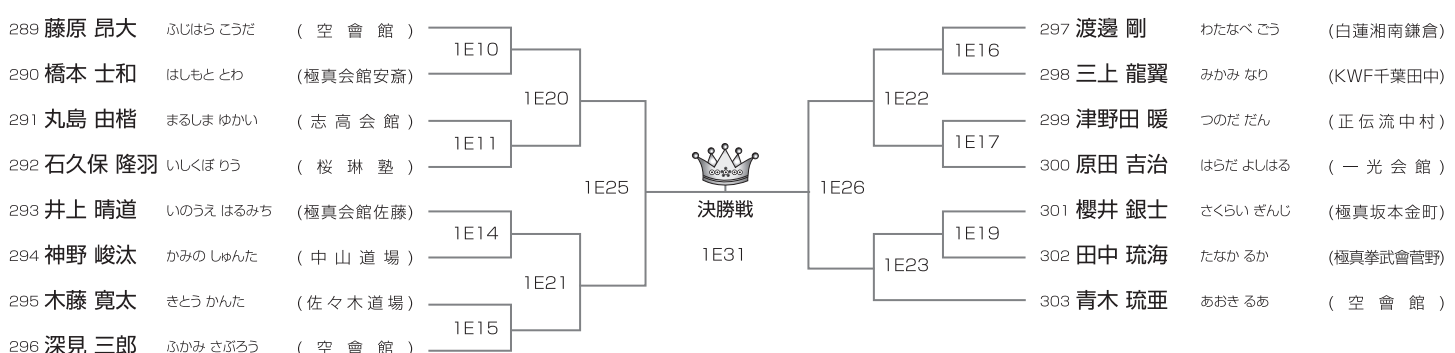 289 藤原 昂大 ふじはら こうだ (空會館)
290 橋本 士和 はしもと とわ (極真会館安斎)
291 丸島 由楷 まるしま ゆかい (志高会館)
292 石久保 隆羽 いしくぼ りう (桜琳塾)
293 井上 晴道 いのうえ はるみち (極真会館佐藤)
294 神野 峻汰 かみの しゅんた (中山道場)
295 木藤 寛太 きとう かんた (佐々木道場)
296 深見 三郎 ふかみ さぶろう (空會館)
1E10
1E11
1E14
1E15
1E20
1E21
1E25
決勝戦
1E31
1E26
1E22
1E23
1E16
1E17
1E19
297 渡邊 剛 わたなべ ごう (白蓮湘南鎌倉)
298 三上 龍翼 みかみ なり (KWF千葉田中)
299 津野田 暖 つのだ だん (正伝流中村)
300 原田 吉治 はらだ よしはる (一光会館)
301 櫻井 銀士 さくらい ぎんじ (極真坂本金町)
302 田中 琉海 たなか るか (極真拳武會菅野)
303 青木 琉亜 あおき るあ (空會館)